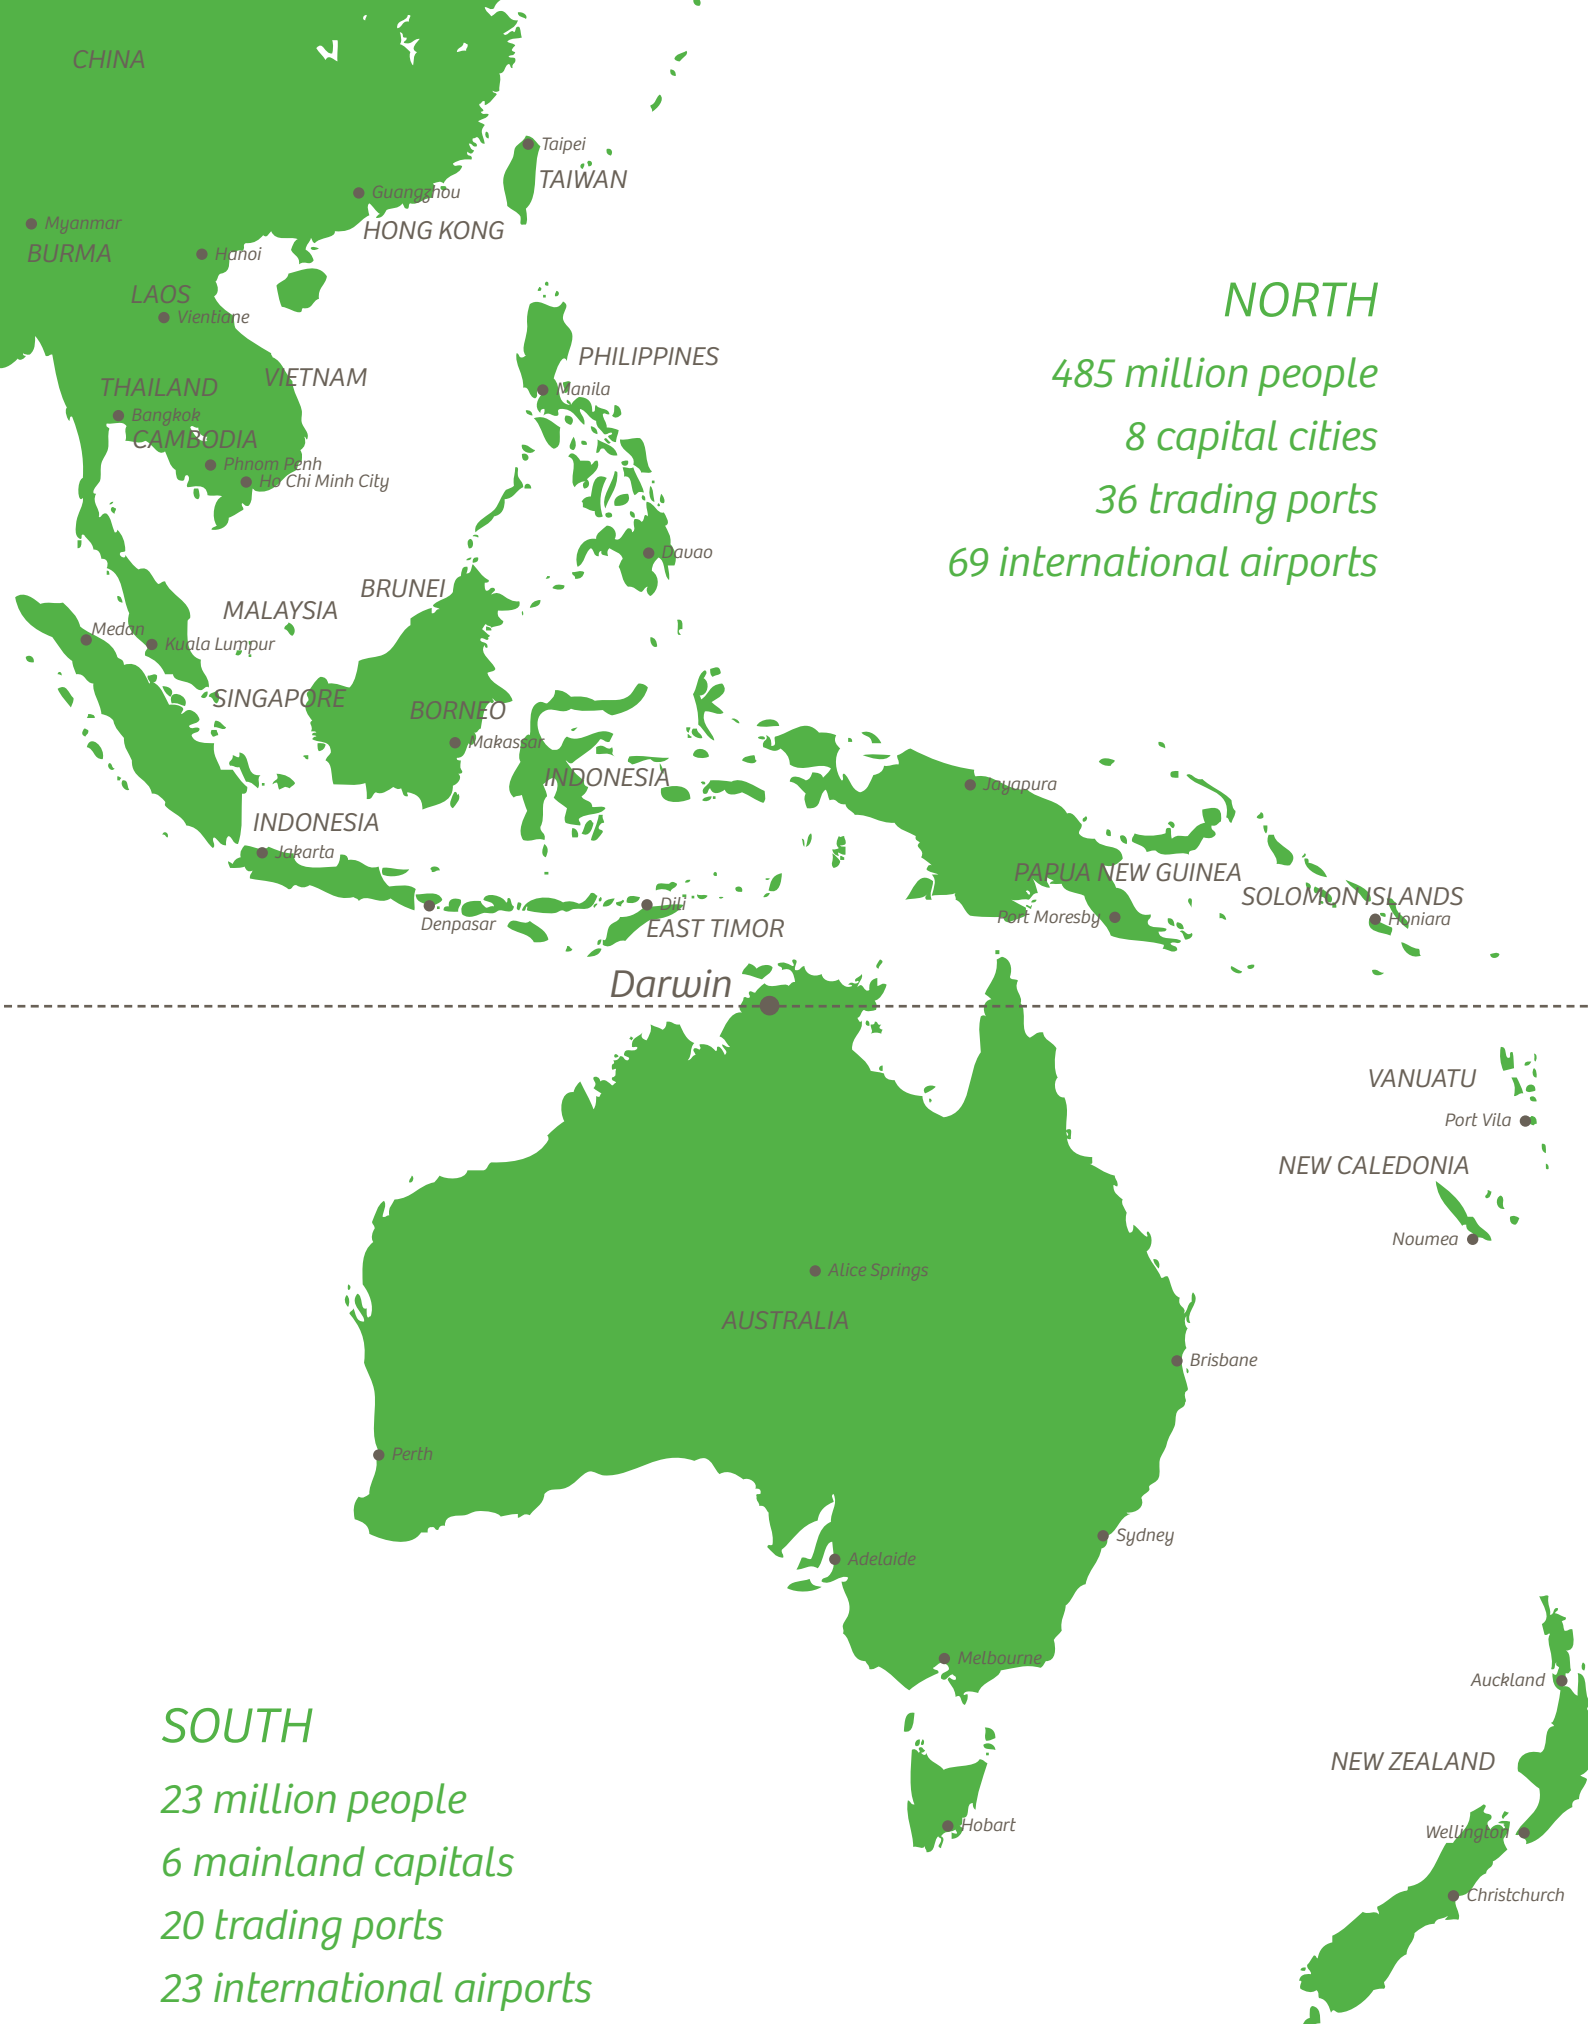 CHINA
Taipei
TAIWAN
Guangzhou
HONG KONG
Myanmar
BURMA
Hanoi
LAOS
Vientiane
NORTH
485 million people
8 capital cities
36 trading ports
69 international airports
PHILIPPINES
Manila
VIETNAM
THAILAND
Bangkok
CAMBODIA
Phnom Penh
Ho Chi Minh City
Davao
BRUNEI
MALAYSIA
Medan
Kuala Lumpur
SINGAPORE
BORNEO
Makassar
INDONESIA
Jayapura
INDONESIA
Jakarta
PAPUA NEW GUINEA
SOLOMON ISLANDS
Dili
Denpasar
EAST TIMOR
Port Moresby
Honiara
Darwin
VANUATU
Port Vila
NEW CALEDONIA
Noumea
Alice Springs
AUSTRALIA
Brisbane
Perth
Sydney
Adelaide
Melbourne
Auckland
NEW ZEALAND
Hobart
Wellington
Christchurch
SOUTH
23 million people
6 mainland capitals
20 trading ports
23 international airports